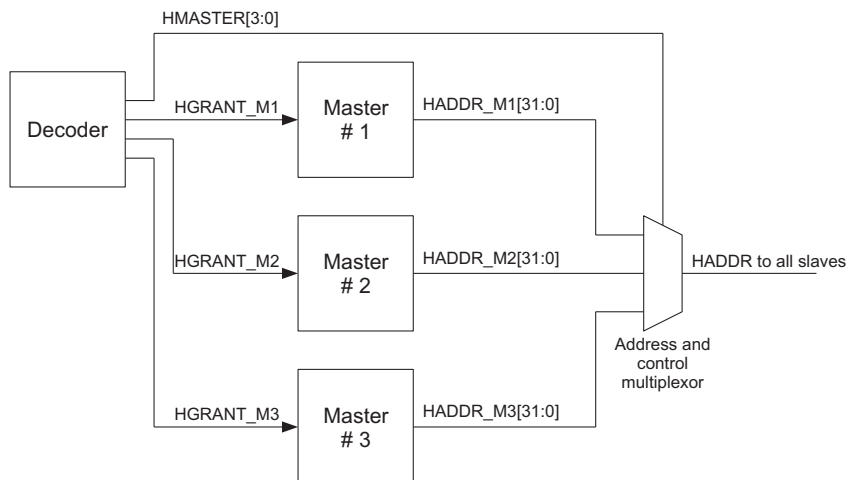 HMASTER[3:0]
Decoder
HGRANT_M1
Master
# 1
HADDR_M1[31:0]
HGRANT_M2
Master
# 2
HADDR_M2[31:0]
HADDR to all slaves
Address and
control
multiplexor
HGRANT_M3
Master
# 3
HADDR_M3[31:0]